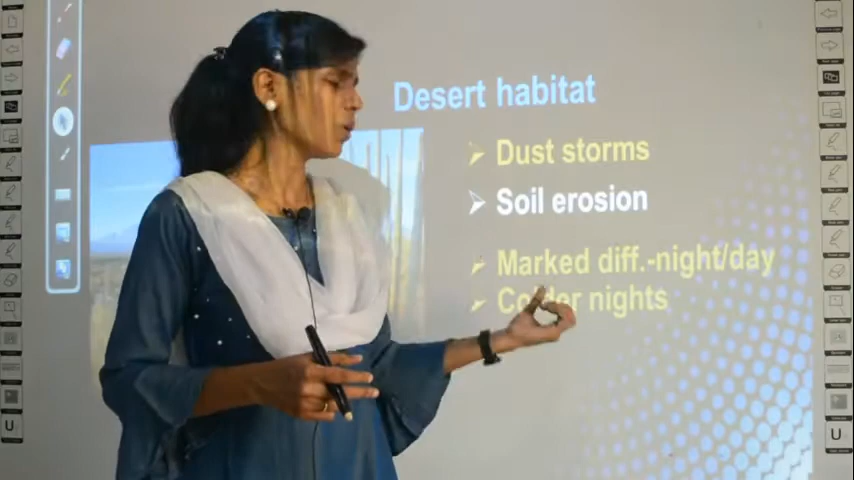 Desert habitat
➢ Dust storms
➢ Soil erosion
➢ Marked diff.-night/day
➢ Colder nights
U
U